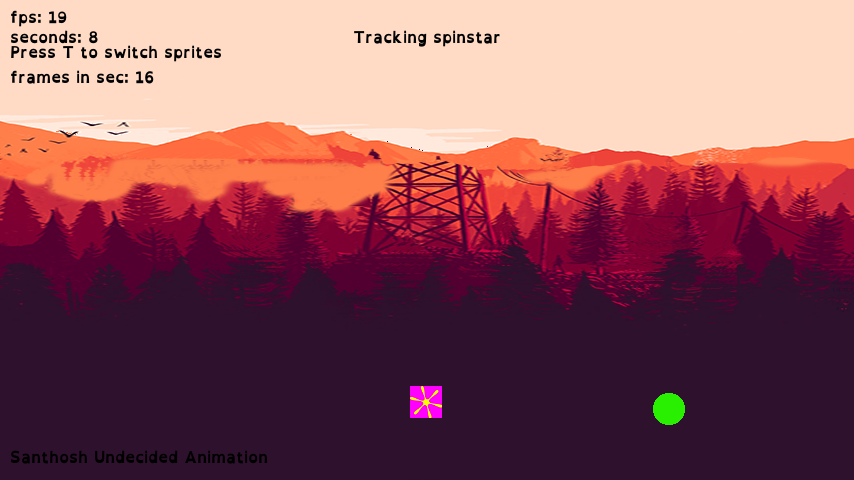 fps: 19
seconds: 8
Tracking spinstar
Press T to switch sprites
frames in sec: 16
Santhosh Undecided Animation